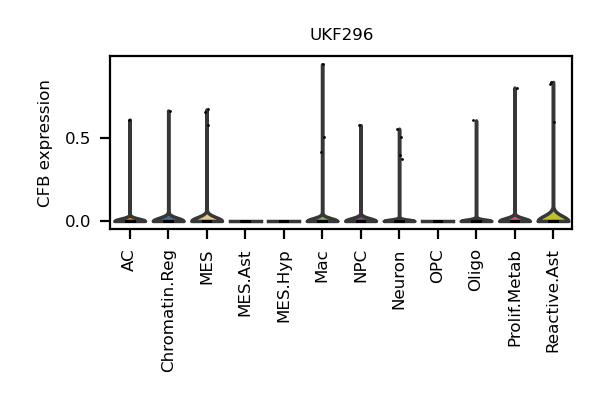 UKF296
CFB expression
0.5
0.0
AC
Chromatin.Reg
MES
MES.Ast
MES.Hyp
Mac
NPC
Neuron
OPC
Oligo
Prolif.Metab
Reactive.Ast